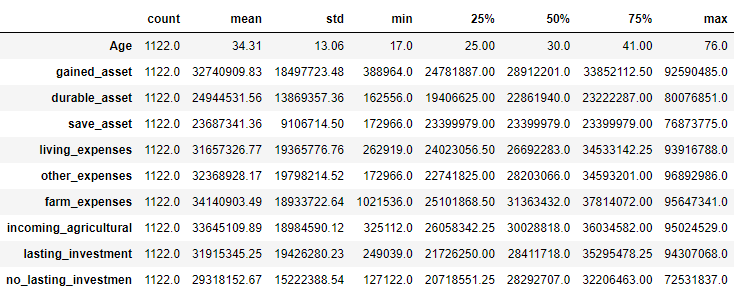 count mean std min 25% 50% 75% max
Age 1122.0 34.31 13.06 17.0 25.00 30.0 41.00 76.0
gained_asset 1122.0 32740909.83 18497723.48 388964.0 24781887.00 28912201.0 33852112.50 92590485.0
durable_asset 1122.0 24944531.56 13869357.36 162556.0 19406625.00 22861940.0 23222287.00 80076851.0
save_asset 1122.0 23687341.36 9106714.50 172966.0 23399979.00 23399979.0 23399979.00 76873775.0
living_expenses 1122.0 31657326.77 19365776.76 262919.0 24023056.50 26692283.0 34533142.25 93916788.0
other_expenses 1122.0 32368928.17 19798214.52 172966.0 22741825.00 28203066.0 34593201.00 96892986.0
farm_expenses 1122.0 34140903.49 18933722.64 1021536.0 25101868.50 31363432.0 37814072.00 95647341.0
incoming_agricultural 1122.0 33645109.89 18984590.12 325112.0 26058342.25 30028818.0 36034582.00 95024529.0
lasting_investment 1122.0 31915345.25 19426280.23 249039.0 21726250.00 28411718.0 35295478.25 94307068.0
no_lasting_investmen 1122.0 29318152.67 15222388.54 127122.0 20718551.25 28292707.0 32206463.00 72531837.0